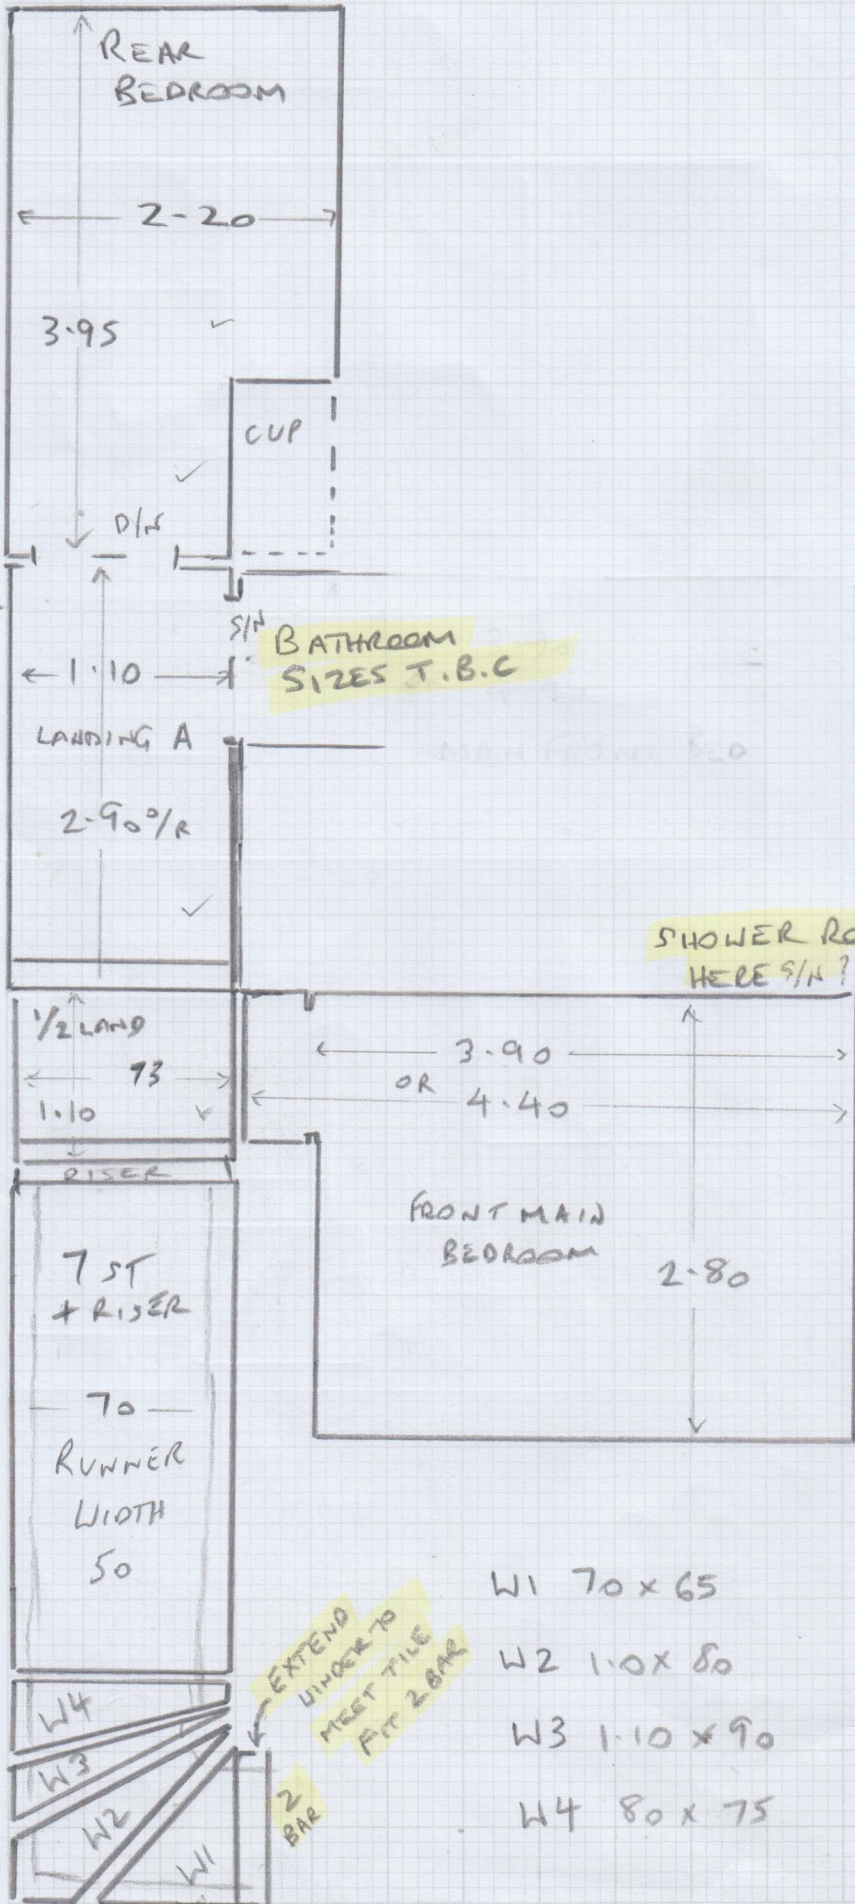 REAR
BEDROOM
2-20
3.95
CUP
D/N
S/N
BATHROOM
SIZES T.B.C
1.10
LANDING A
2.90 O/R
SHOWER RO
HERE S/N ?
1/2 LAND
93
1.10
RISER
3.90
OR
4.40
FRONT MAIN
BEDROOM
2.80
7 ST
+ RISER
70
RUNNER
WIDTH
50
EXTEND
WINDER TO
MEET TILE
FIT 2 BAR
2
BAR
W1 70 x 65
W2 1.0 x 80
W3 1.10 x 90
W4 80 x 75
W4
W3
W2
W1